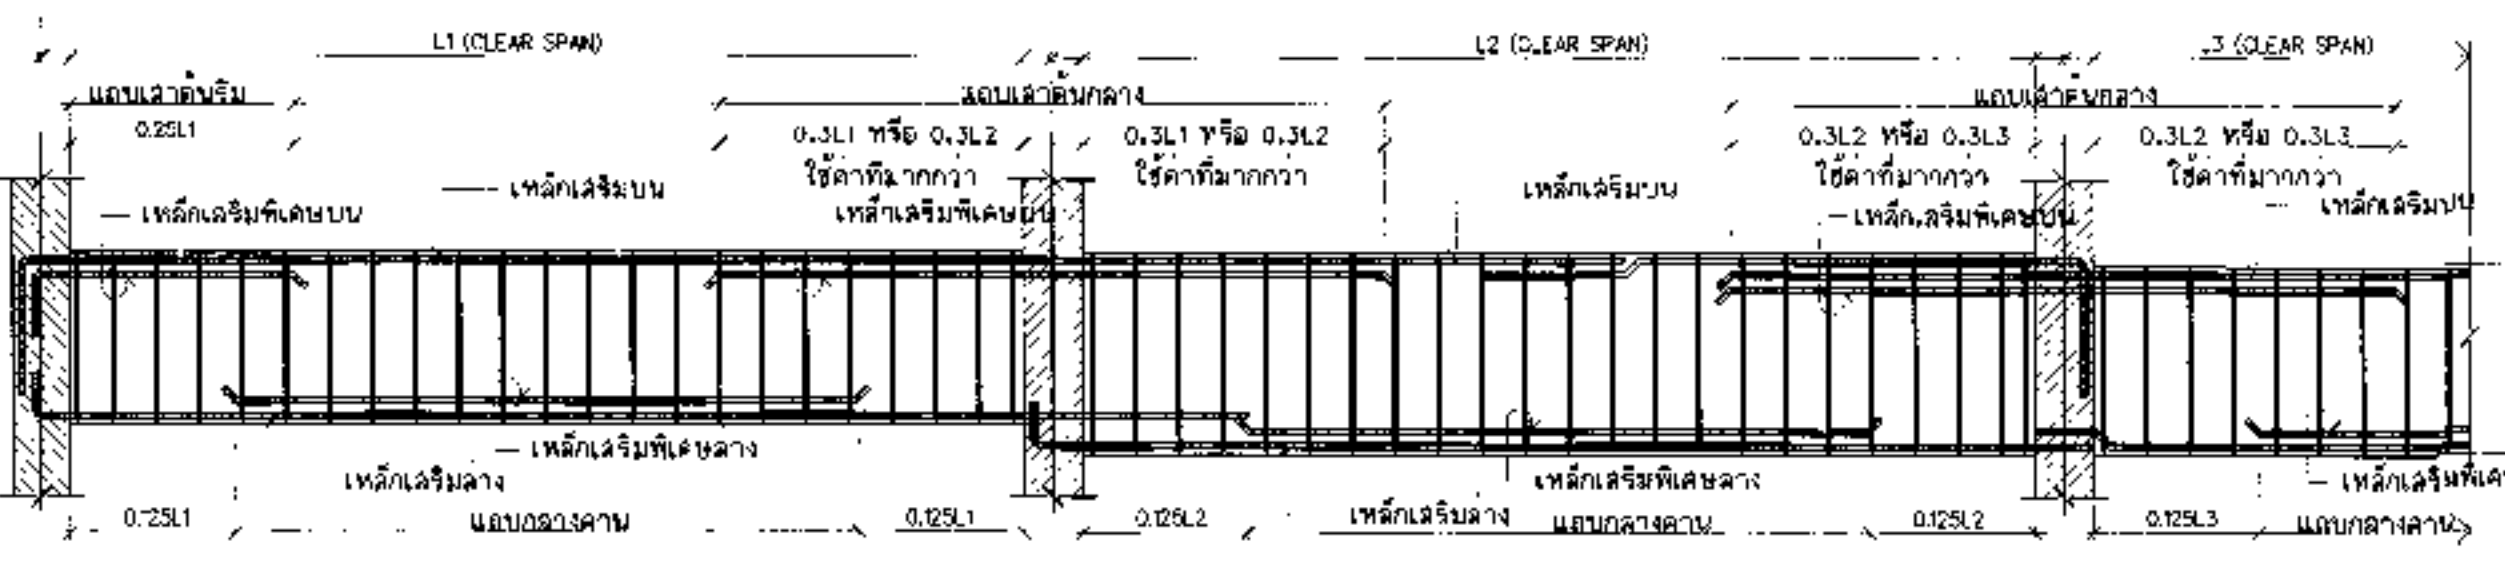 L1 (CLEAR SPAN)
L2 (CLEAR SPAN)
L3 (CLEAR SPAN)
แถบเสาต้นริม
แถบเสาต้นกลาง
แถบเสาต้นกลาง
0.25L1
0.3L1 หรือ 0.3L2
0.3L1 หรือ 0.3L2
0.3L2 หรือ 0.3L3
0.3L2 หรือ 0.3L3
ใช้ค่าที่มากกว่า
ใช้ค่าที่มากกว่า
ใช้ค่าที่มากกว่า
ใช้ค่าที่มากกว่า
เหล็กเสริมบน
เหล็กเสริมบน
เหล็กเสริมบน
เหล็กเสริมพิเศษบน
เหล็กเสริมพิเศษบน
เหล็กเสริมพิเศษบน
เหล็กเสริมพิเศษล่าง
เหล็กเสริมล่าง
เหล็กเสริมพิเศษล่าง
เหล็กเสริมพิเศ
0.125L1
แถบกลางคาน
0.125L1
0.125L2
เหล็กเสริมล่าง
แถบกลางคาน
0.125L2
0.125L3
แถบกลางคาน